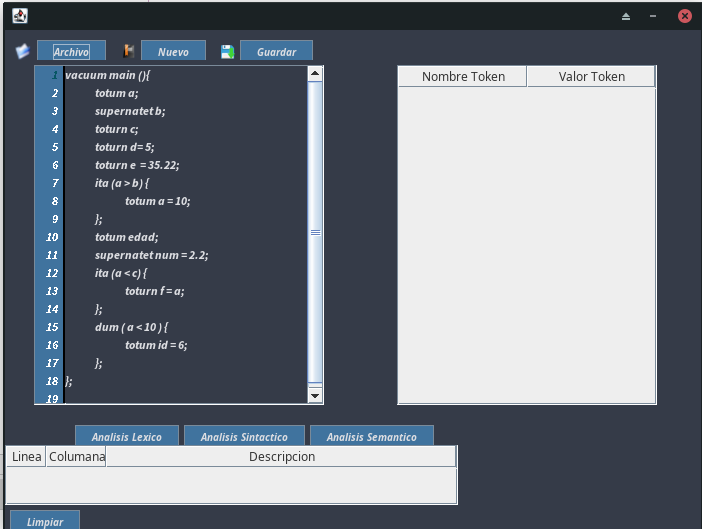 Archivo Nuevo Guardar
1 vacuum main (){
2 totum a;
3 supernatet b;
4 toturn c;
5 toturn d= 5;
6 toturn e = 35.22;
7 ita (a > b) {
8 totum a = 10;
9 };
10 totum edad;
11 supernatet num = 2.2;
12 ita (a < c) {
13 toturn f = a;
14 };
15 dum ( a < 10 ) {
16 totum id = 6;
17 };
18 };
19
Nombre Token Valor Token
Analisis Lexico Analisis Sintactico Analisis Semantico
Linea Columana Descripcion
Limpiar